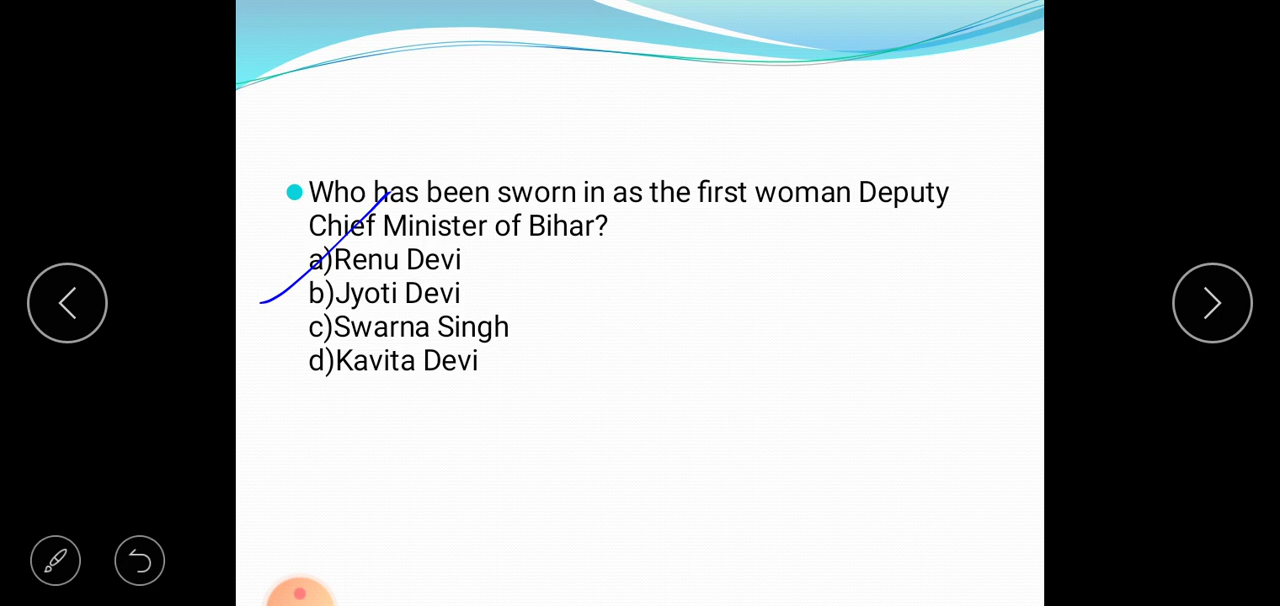 Who has been sworn in as the first woman Deputy
Chief Minister of Bihar?
a)Renu Devi
b)Jyoti Devi
c)Swarna Singh
d)Kavita Devi